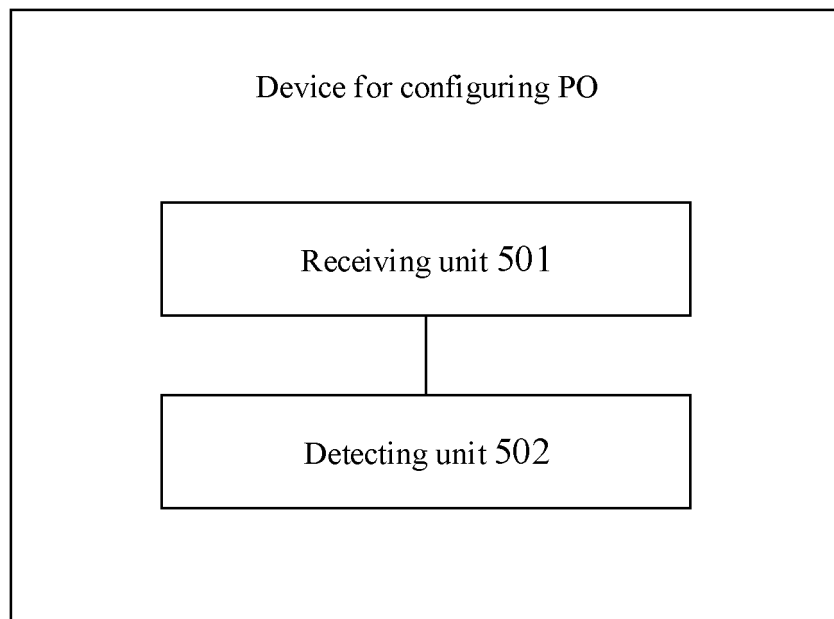 Device for configuring PO
Receiving unit 501
Detecting unit 502